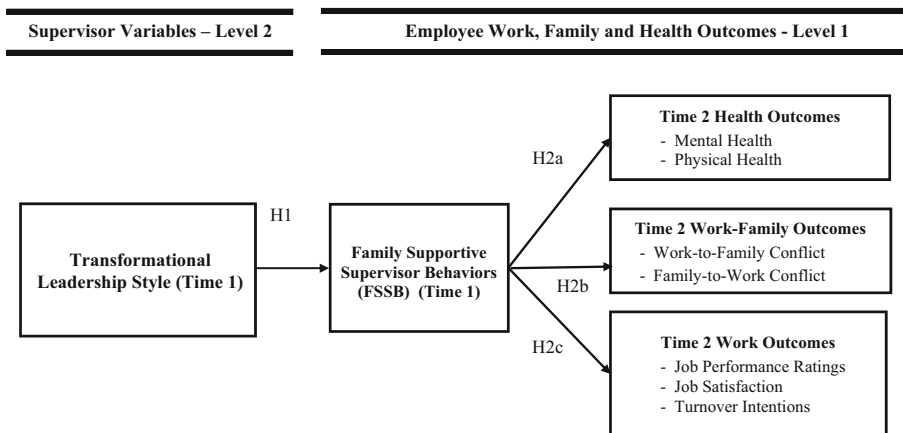 Supervisor Variables – Level 2
Employee Work, Family and Health Outcomes - Level 1
Transformational
Leadership Style (Time 1)
H1
Family Supportive
Supervisor Behaviors
(FSSB) (Time 1)
H2a
H2b
H2c
Time 2 Health Outcomes
- Mental Health
- Physical Health
Time 2 Work-Family Outcomes
- Work-to-Family Conflict
- Family-to-Work Conflict
Time 2 Work Outcomes
- Job Performance Ratings
- Job Satisfaction
- Turnover Intentions